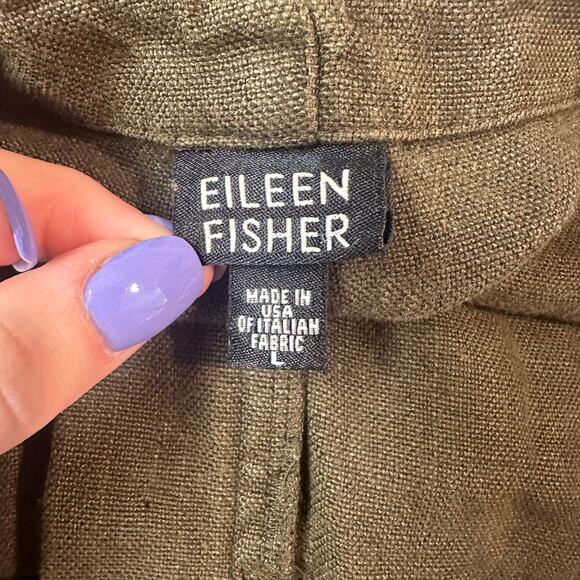 EILEEN
FISHER
MADE IN
USA
OF ITALIAN
FABRIC
L